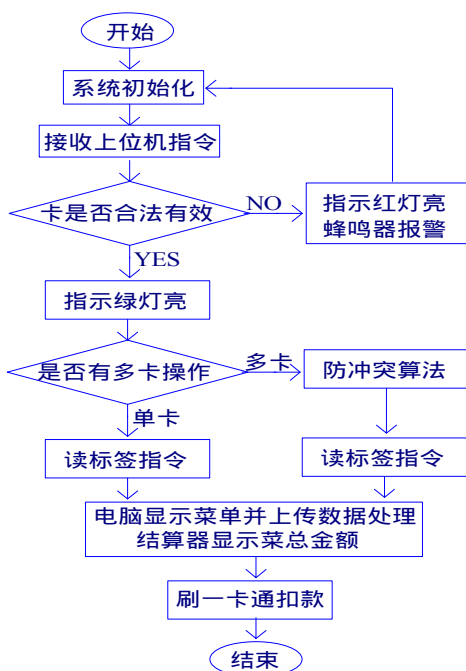 开始
系统初始化
接收上位机指令
卡是否合法有效
NO
指示红灯亮
蜂鸣器报警
YES
指示绿灯亮
是否有多卡操作
多卡
防冲突算法
单卡
读标签指令
读标签指令
电脑显示菜单并上传数据处理
结算器显示菜总金额
刷一卡通扣款
结束